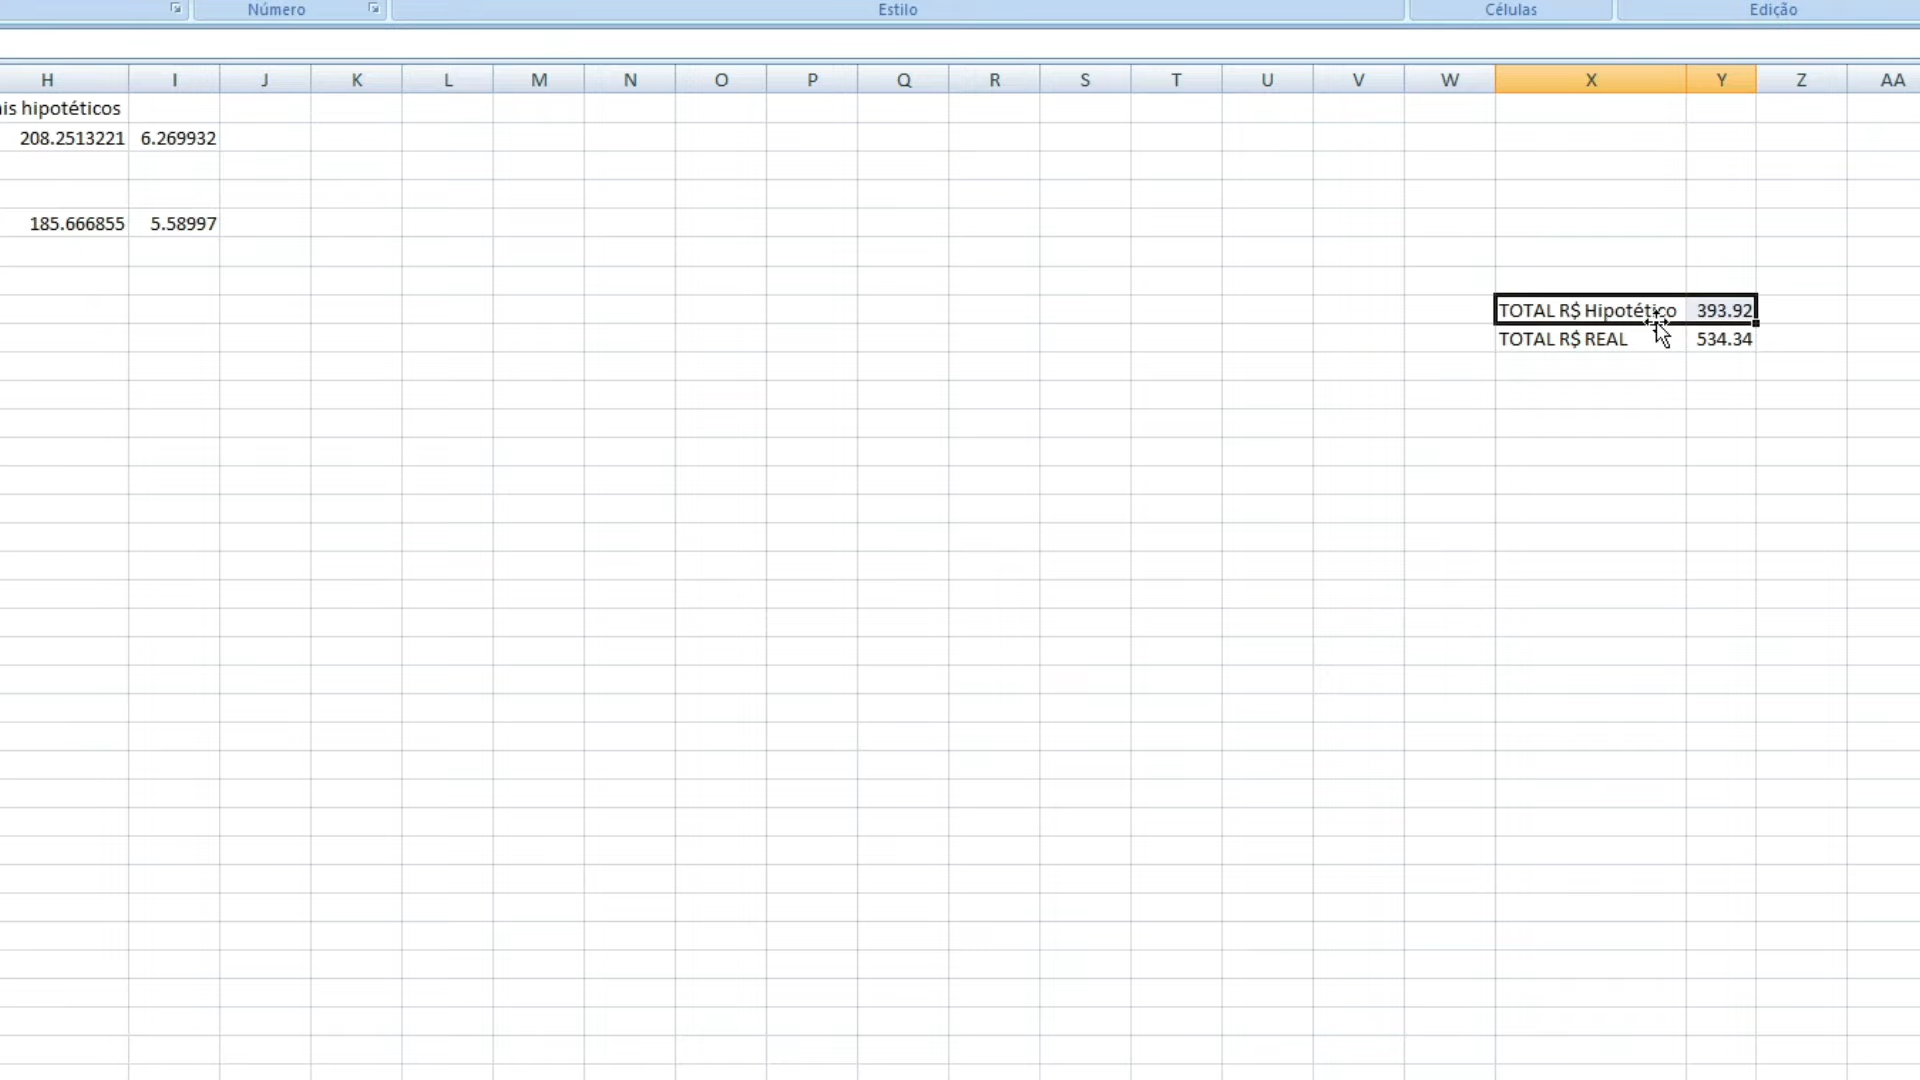 Número Estilo Células Edição
H I J K L M N O P Q R S T U V W X Y Z AA
is hipotéticos
208.2513221 6.269932
185.666855 5.58997
TOTAL R$ Hipotético 393.92
TOTAL R$ REAL 534.34